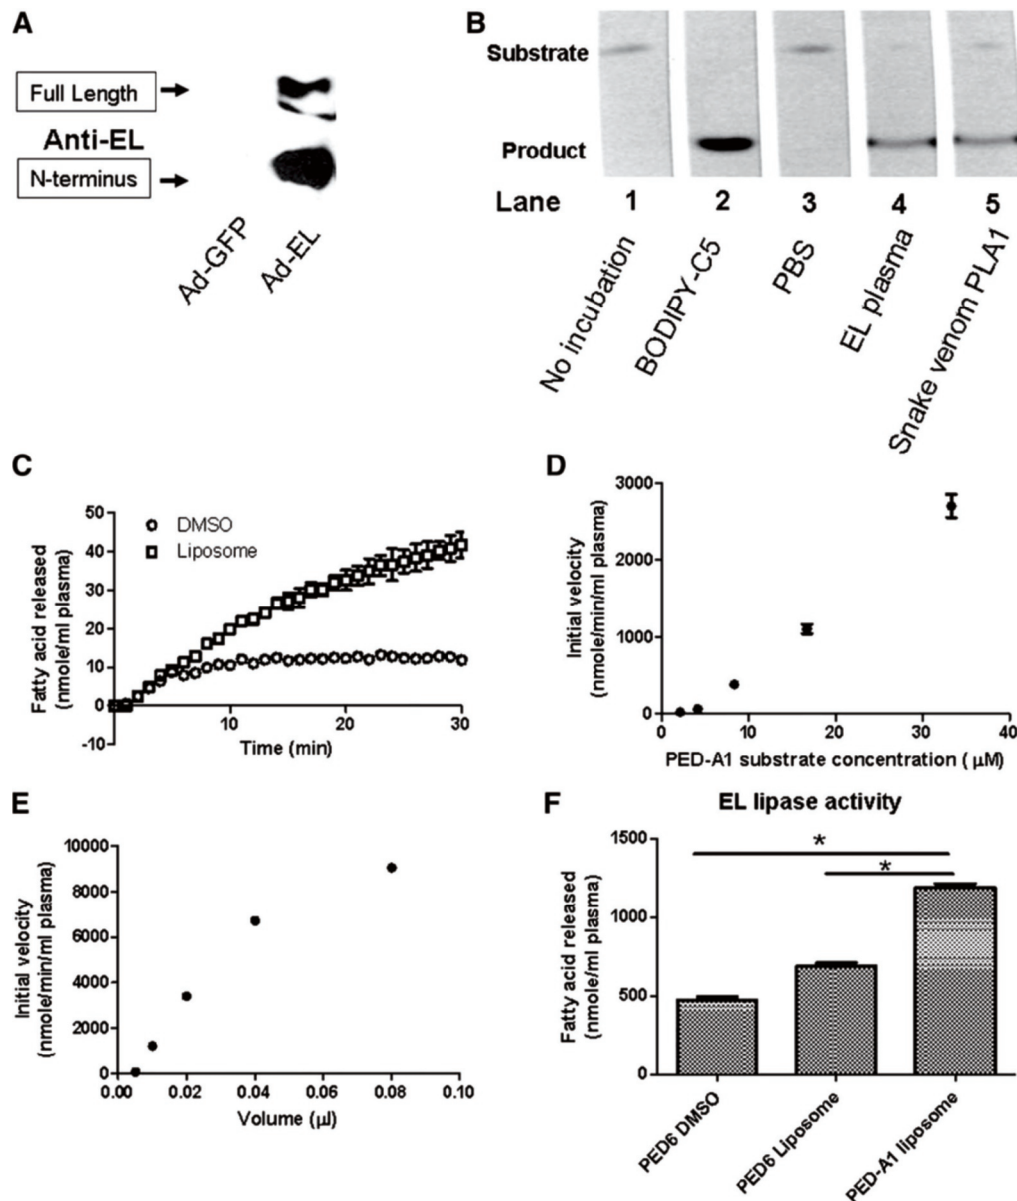 A
Full Length
Anti-EL
N-terminus
Ad-GFP
Ad-EL
B
Substrate
Product
Lane 1 2 3 4 5
No incubation
BODIPY-C5
PBS
EL plasma
Snake venom PLA1
C
Fatty acid released
(nmole/ml plasma)
50
40
30
20
10
0
-10
DMSO
Liposome
10 20 30
Time (min)
D
Initial velocity
(nmole/min/ml plasma)
3000
2000
1000
0
0 10 20 30 40
PED-A1 substrate concentration ( µM)
E
Initial velocity
(nmol/min/ml plasma)
10000
8000
6000
4000
2000
0
0.00 0.02 0.04 0.06 0.08 0.10
Volume (µl)
F
EL lipase activity
Fatty acid released
(nmole/ml plasma)
1500
1000
500
0
*
*
PED6 DMSO
PED6 Liposome
PED-A1 liposome